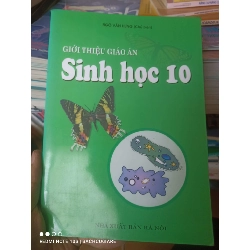 GIỚI THIỆU GIÁO ÁN
Sinh học 10
NHÀ XUẤT BẢN HÀ NỘI